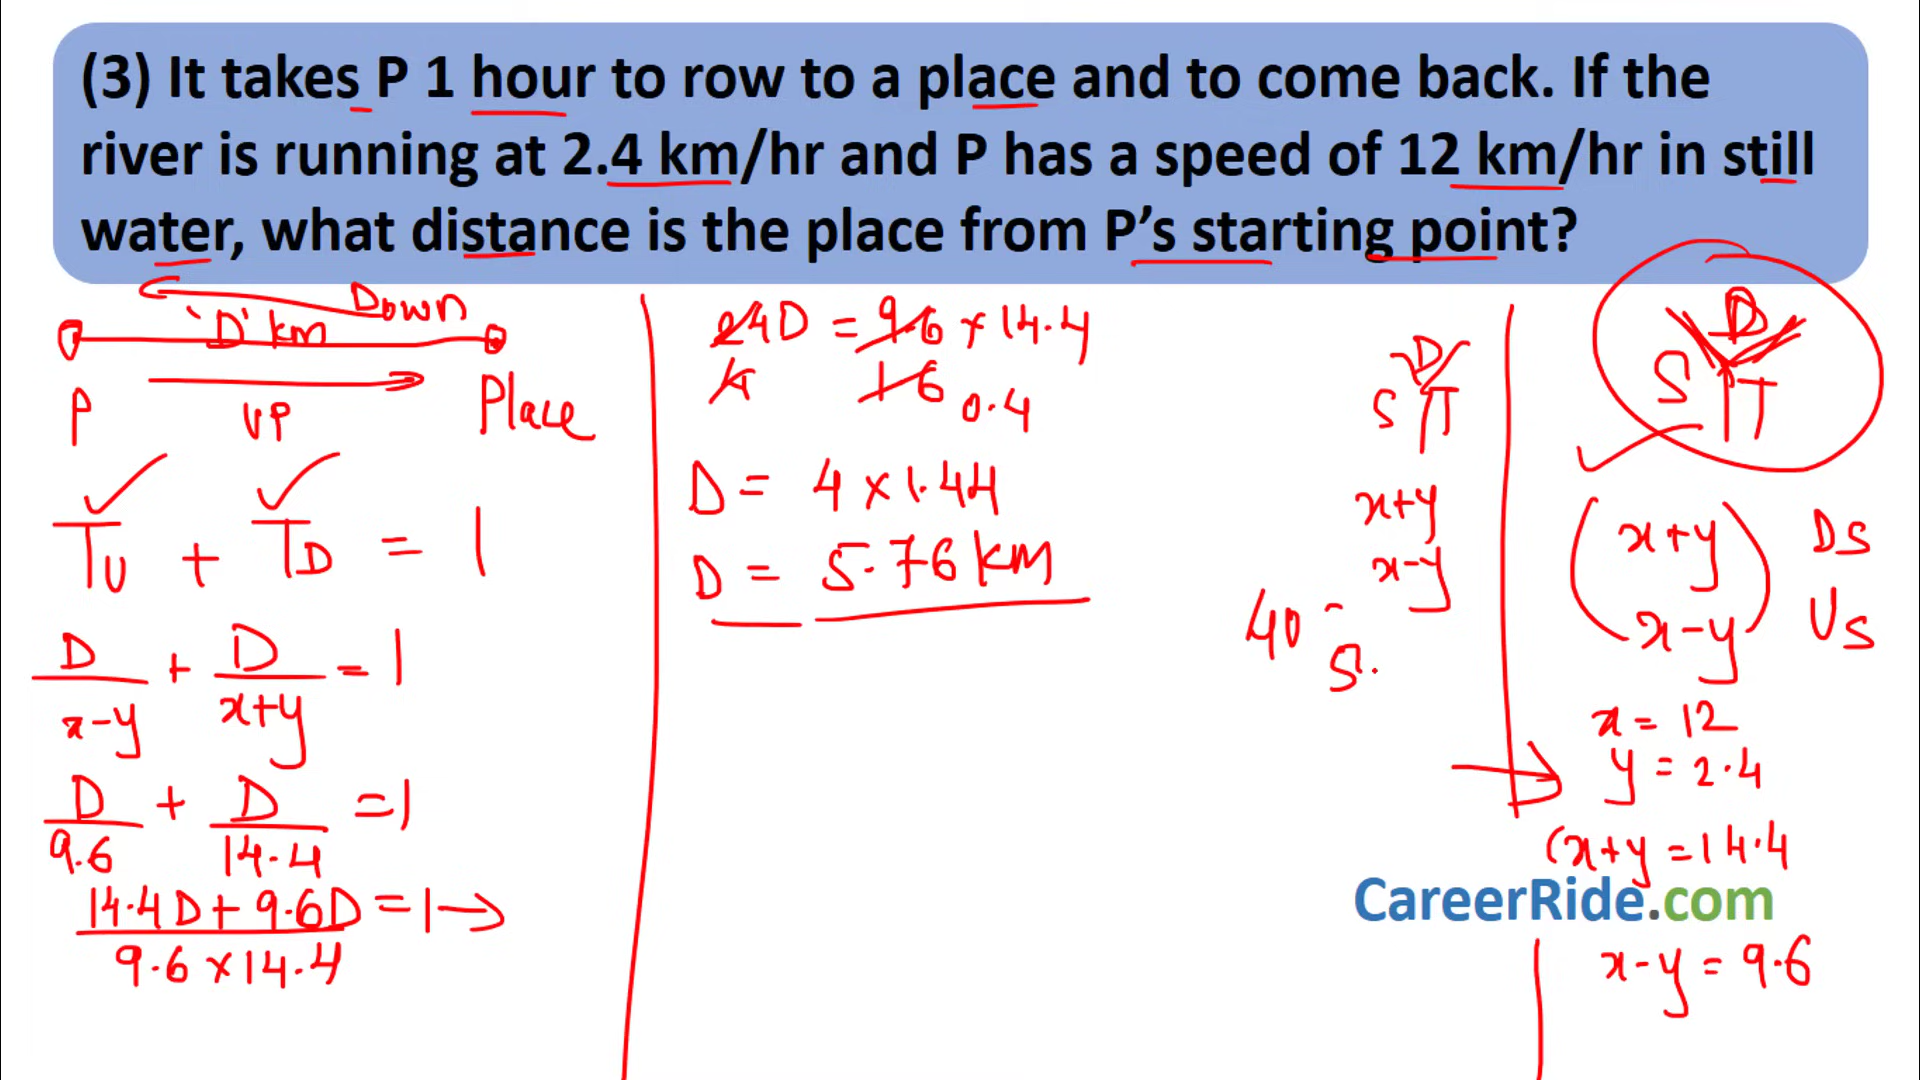 (3) It takes P 1 hour to row to a place and to come back. If the
river is running at 2.4 km/hr and P has a speed of 12 km/hr in still
water, what distance is the place from P's starting point?
Down
'D' km
P UP Place
TU + TD = 1
D/x-y + D/x+y = 1
D/9.6 + D/14.4 = 1
14.4D + 9.6D/9.6 x 14.4 = 1 →
24D = 9.6 x 14.4
16 0.4
D = 4 x 1.44
D = 5.76 km
D
S T
x+y
x-y
40
S.
D
S T
x+y DS
x-y US
x = 12
y = 2.4
(x+y = 14.4
CareerRide.com
x-y = 9.6